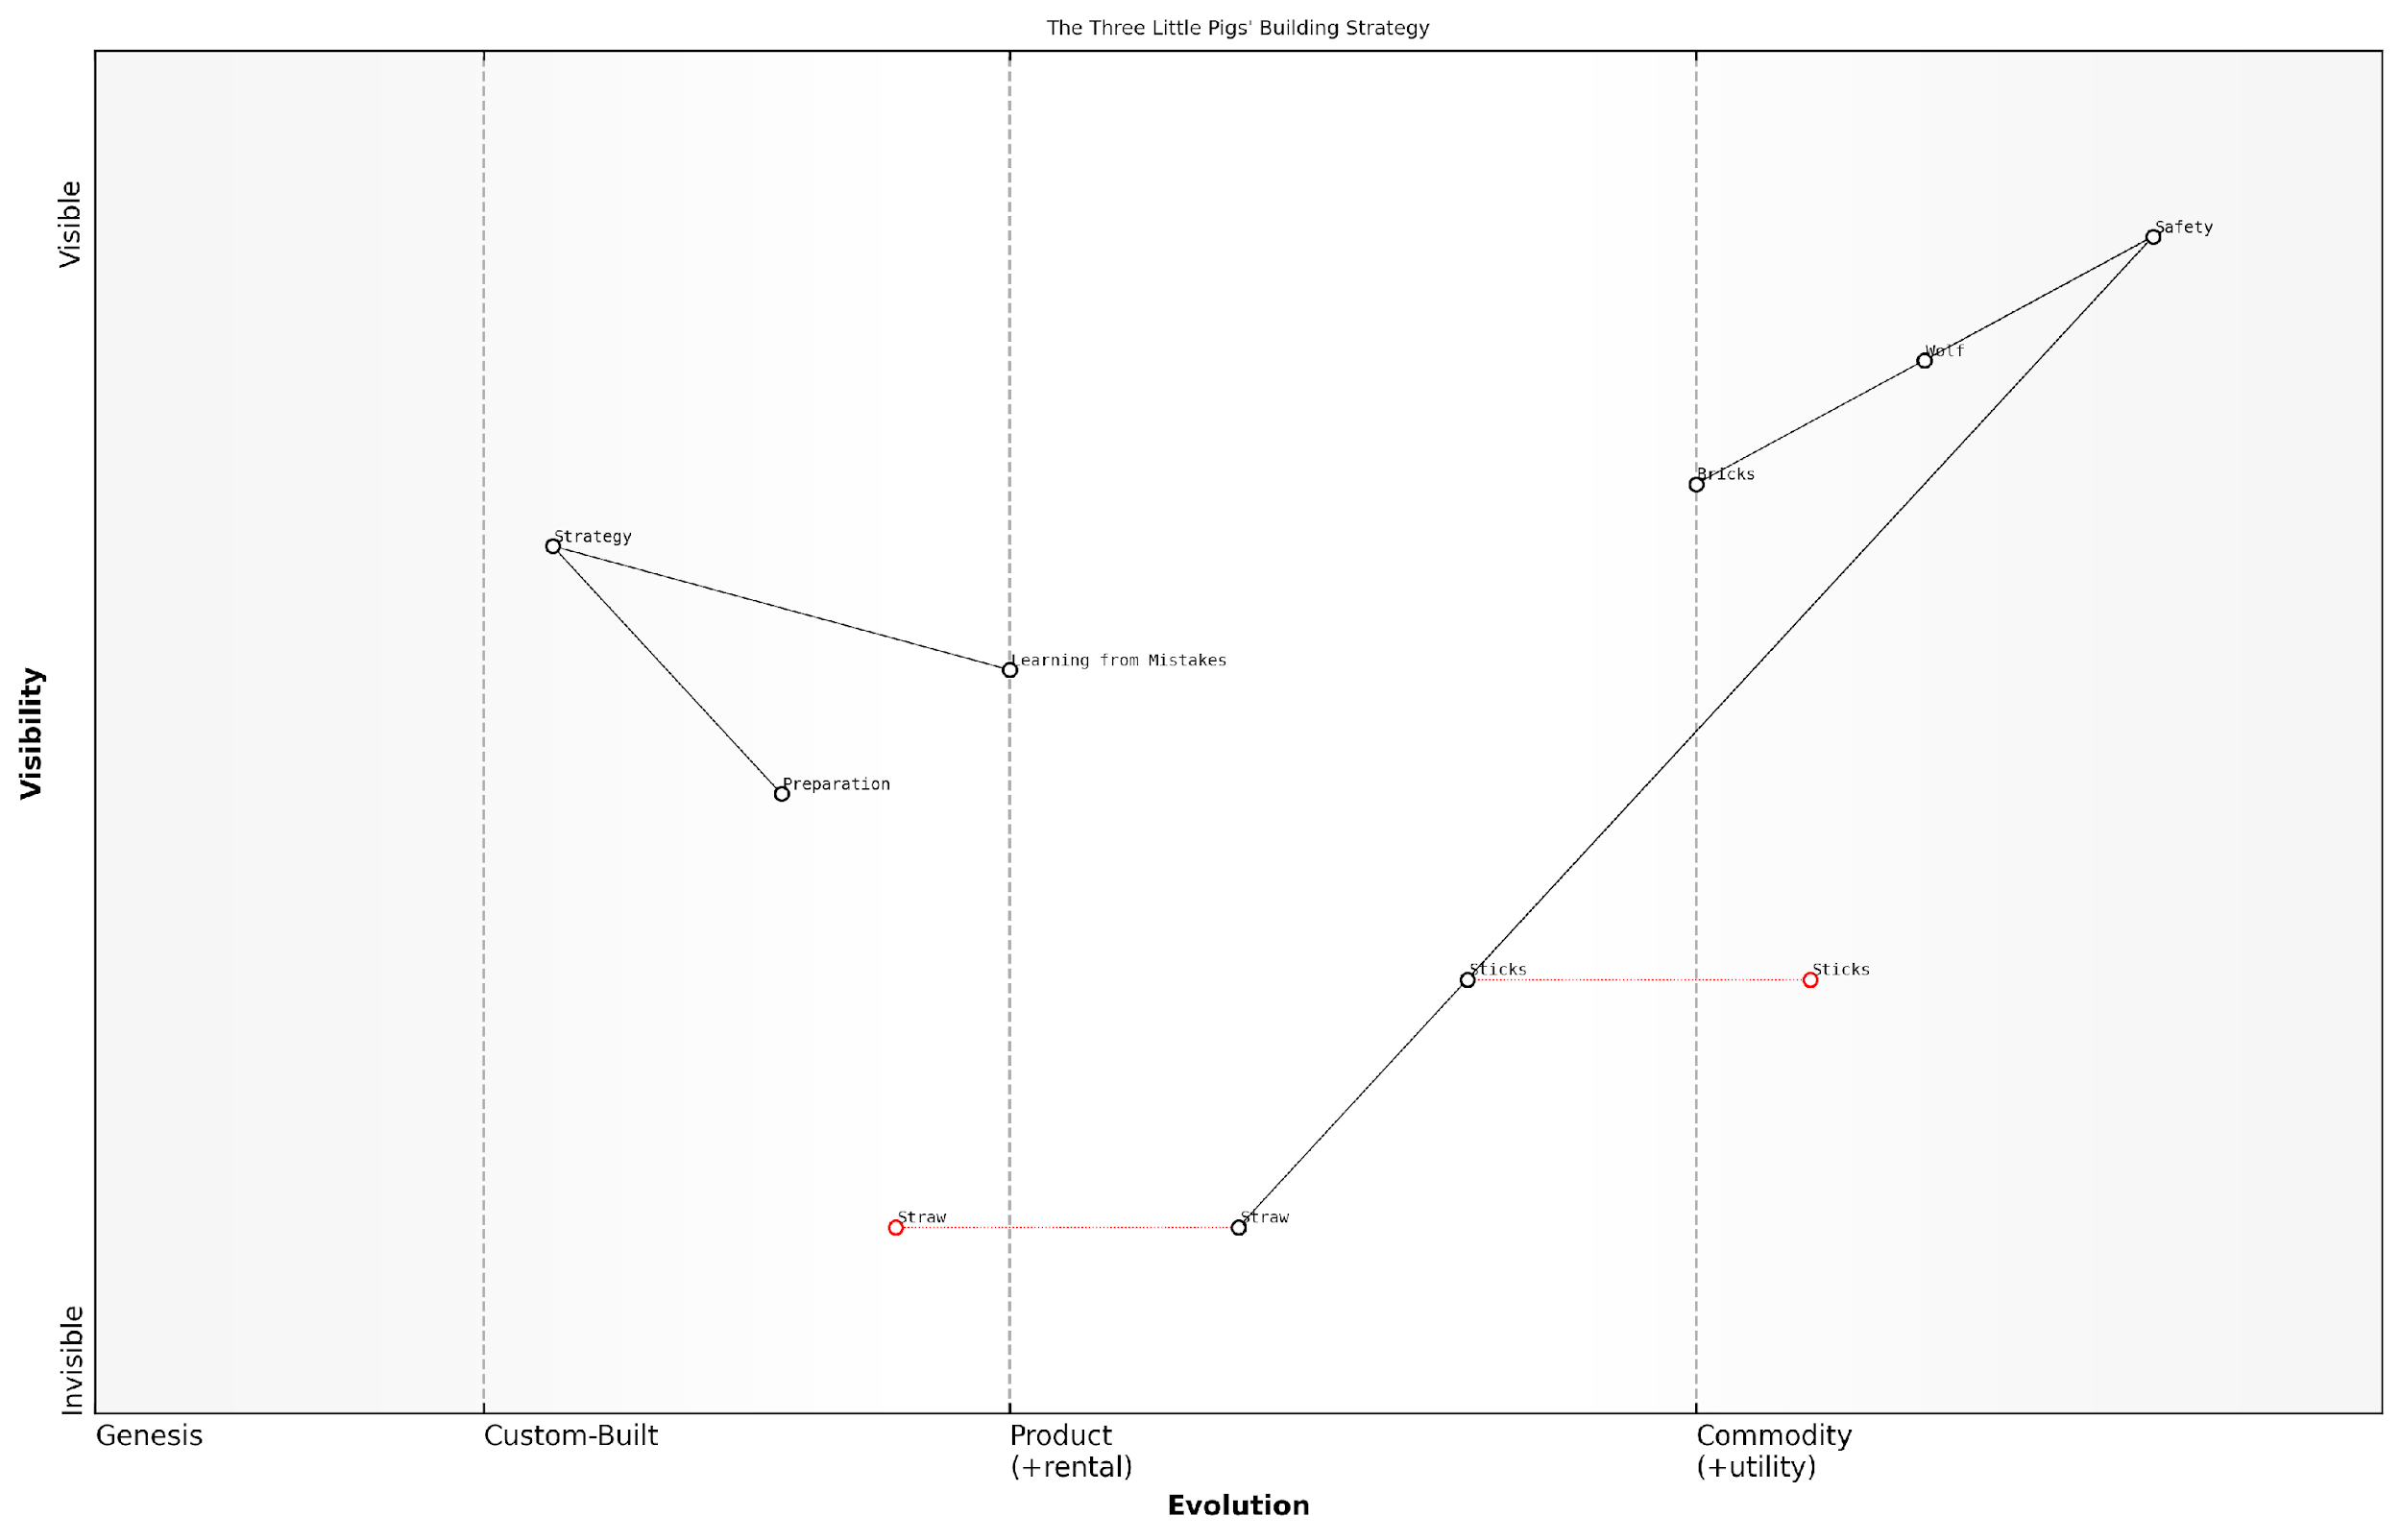 The Three Little Pigs' Building Strategy
Visible
Safety
Wolf
Bricks
Strategy
Learning from Mistakes
Visibility
Preparation
Sticks
Sticks
Straw
Straw
Invisible
Genesis
Custom-Built
Product
(+rental)
Commodity
(+utility)
Evolution